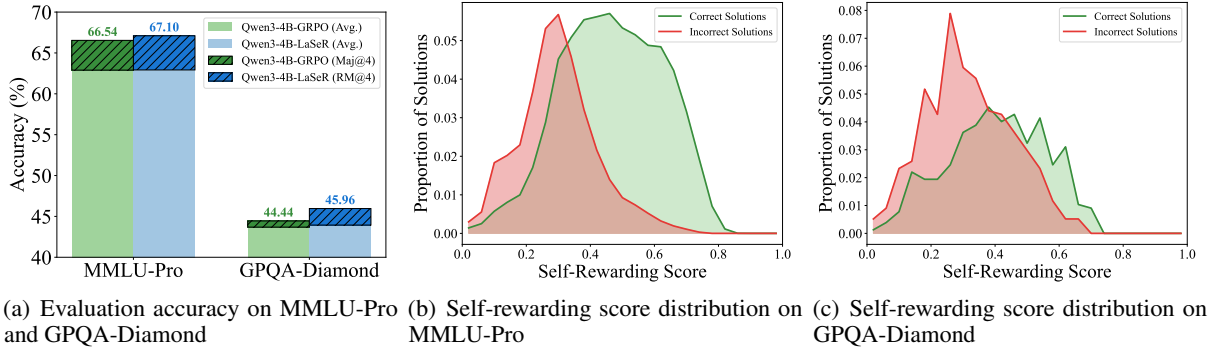 66.54
67.10
44.44
45.96
Qwen3-4B-GRPO (Avg.)
Qwen3-4B-LaSeR (Avg.)
Qwen3-4B-GRPO (Maj@4)
Qwen3-4B-LaSeR (RM@4)
Accuracy (%)
70
65
60
55
50
45
40
MMLU-Pro
GPQA-Diamond
(a) Evaluation accuracy on MMLU-Pro
and GPQA-Diamond
Correct Solutions
Incorrect Solutions
Proportion of Solutions
0.05
0.04
0.03
0.02
0.01
0.00
0.0 0.2 0.4 0.6 0.8 1.0
Self-Rewarding Score
(b) Self-rewarding score distribution on
MMLU-Pro
Correct Solutions
Incorrect Solutions
Proportion of Solutions
0.08
0.07
0.06
0.05
0.04
0.03
0.02
0.01
0.00
0.0 0.2 0.4 0.6 0.8 1.0
Self-Rewarding Score
(c) Self-rewarding score distribution on
GPQA-Diamond